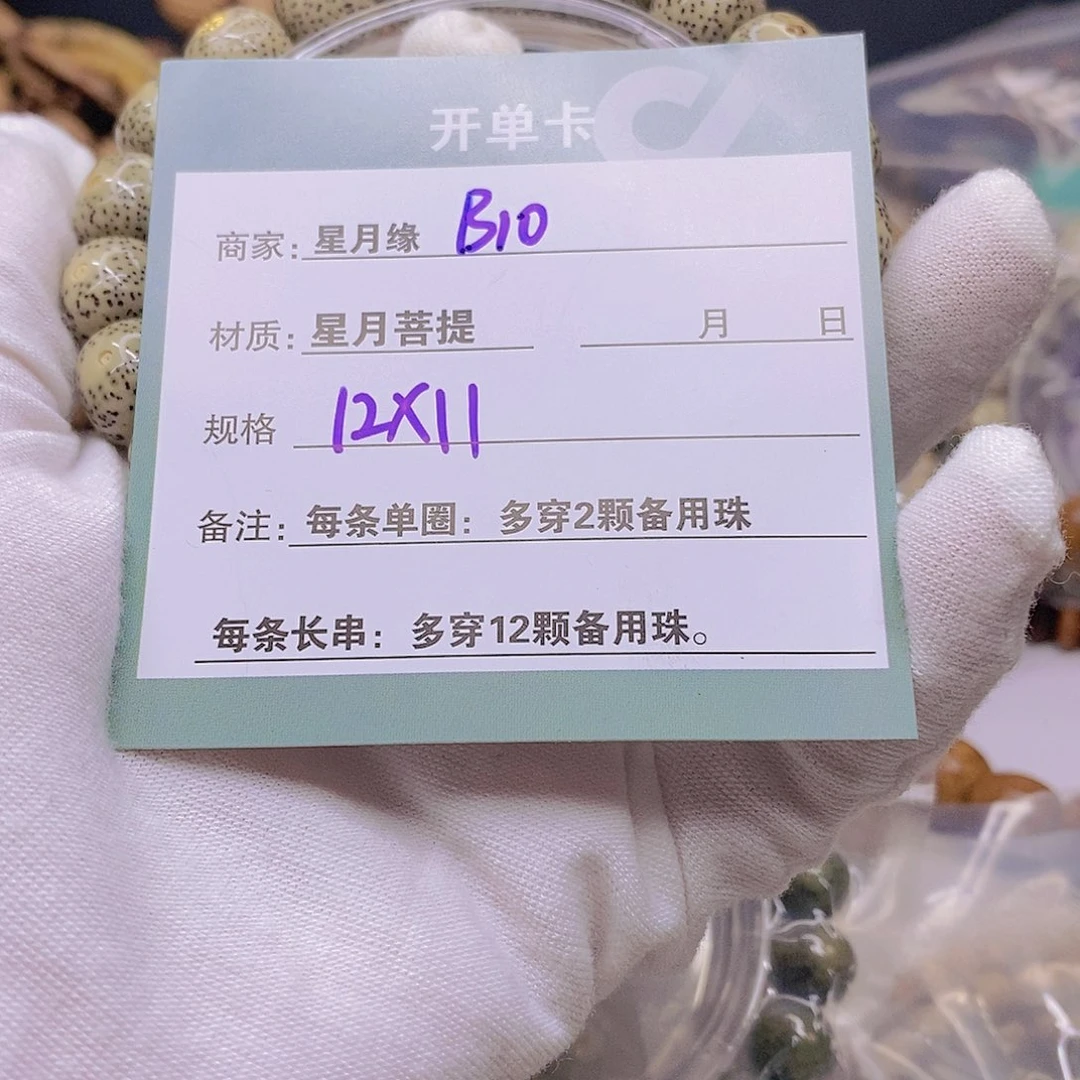 开单卡
商家：星月缘 B10
材质：星月菩提 月 日
规格 12X11
备注：每条单圈：多穿2颗备用珠
每条长串：多穿12颗备用珠。